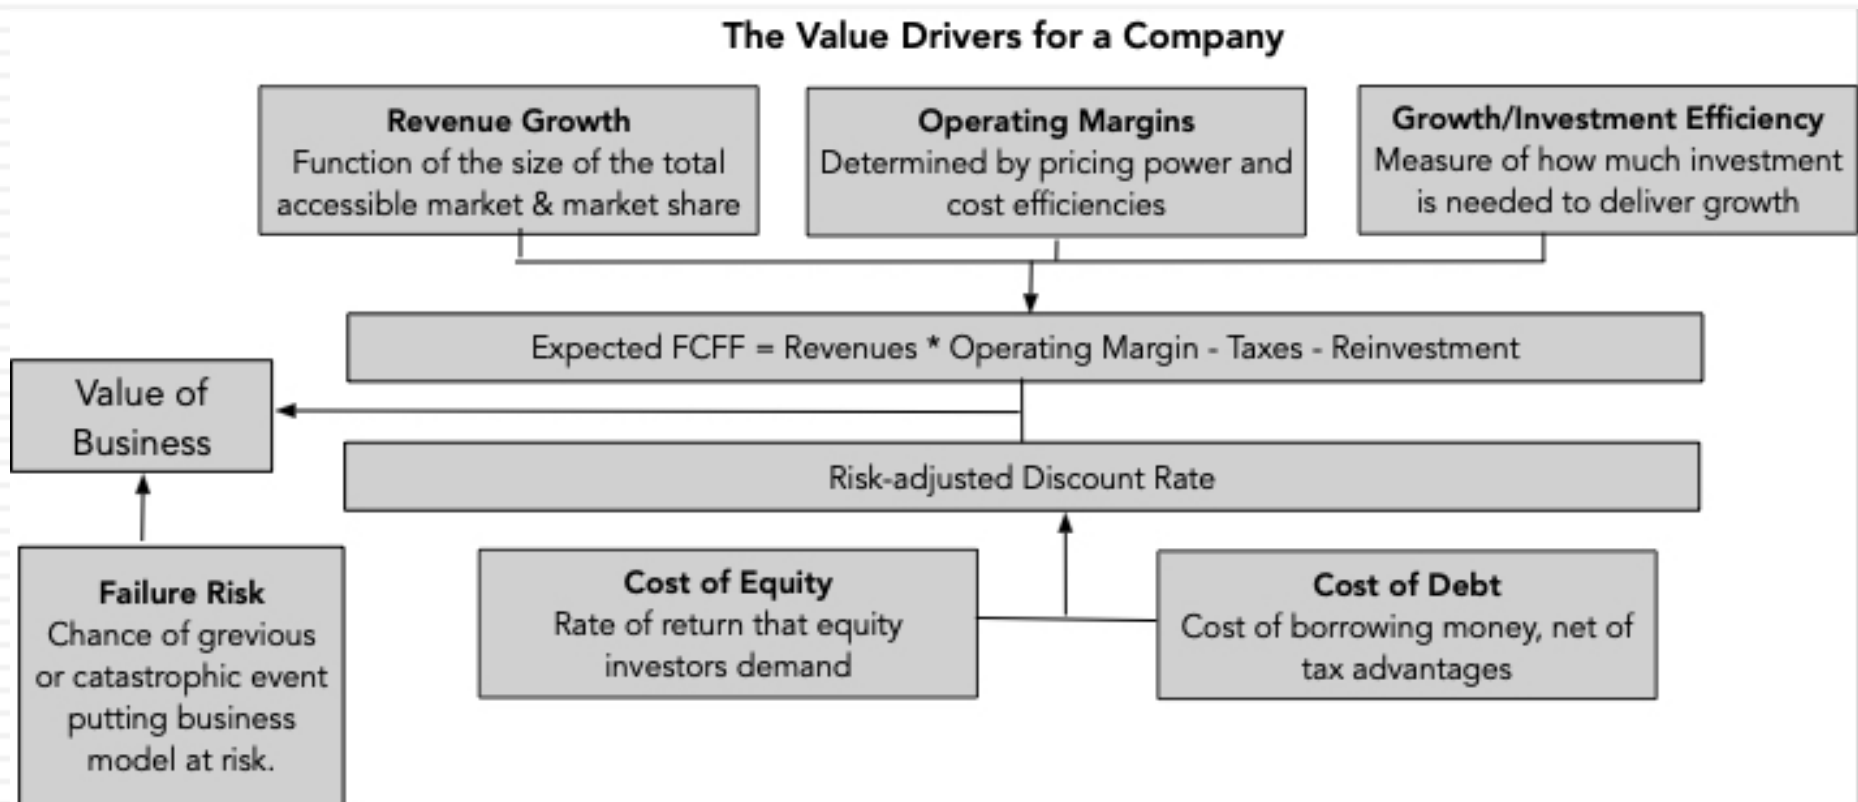 The Value Drivers for a Company
Revenue Growth
Function of the size of the total
accessible market & market share
Operating Margins
Determined by pricing power and
cost efficiencies
Growth/Investment Efficiency
Measure of how much investment
is needed to deliver growth
Expected FCFF = Revenues * Operating Margin - Taxes - Reinvestment
Value of
Business
Risk-adjusted Discount Rate
Failure Risk
Chance of grevious
or catastrophic event
putting business
model at risk.
Cost of Equity
Rate of return that equity
investors demand
Cost of Debt
Cost of borrowing money, net of
tax advantages